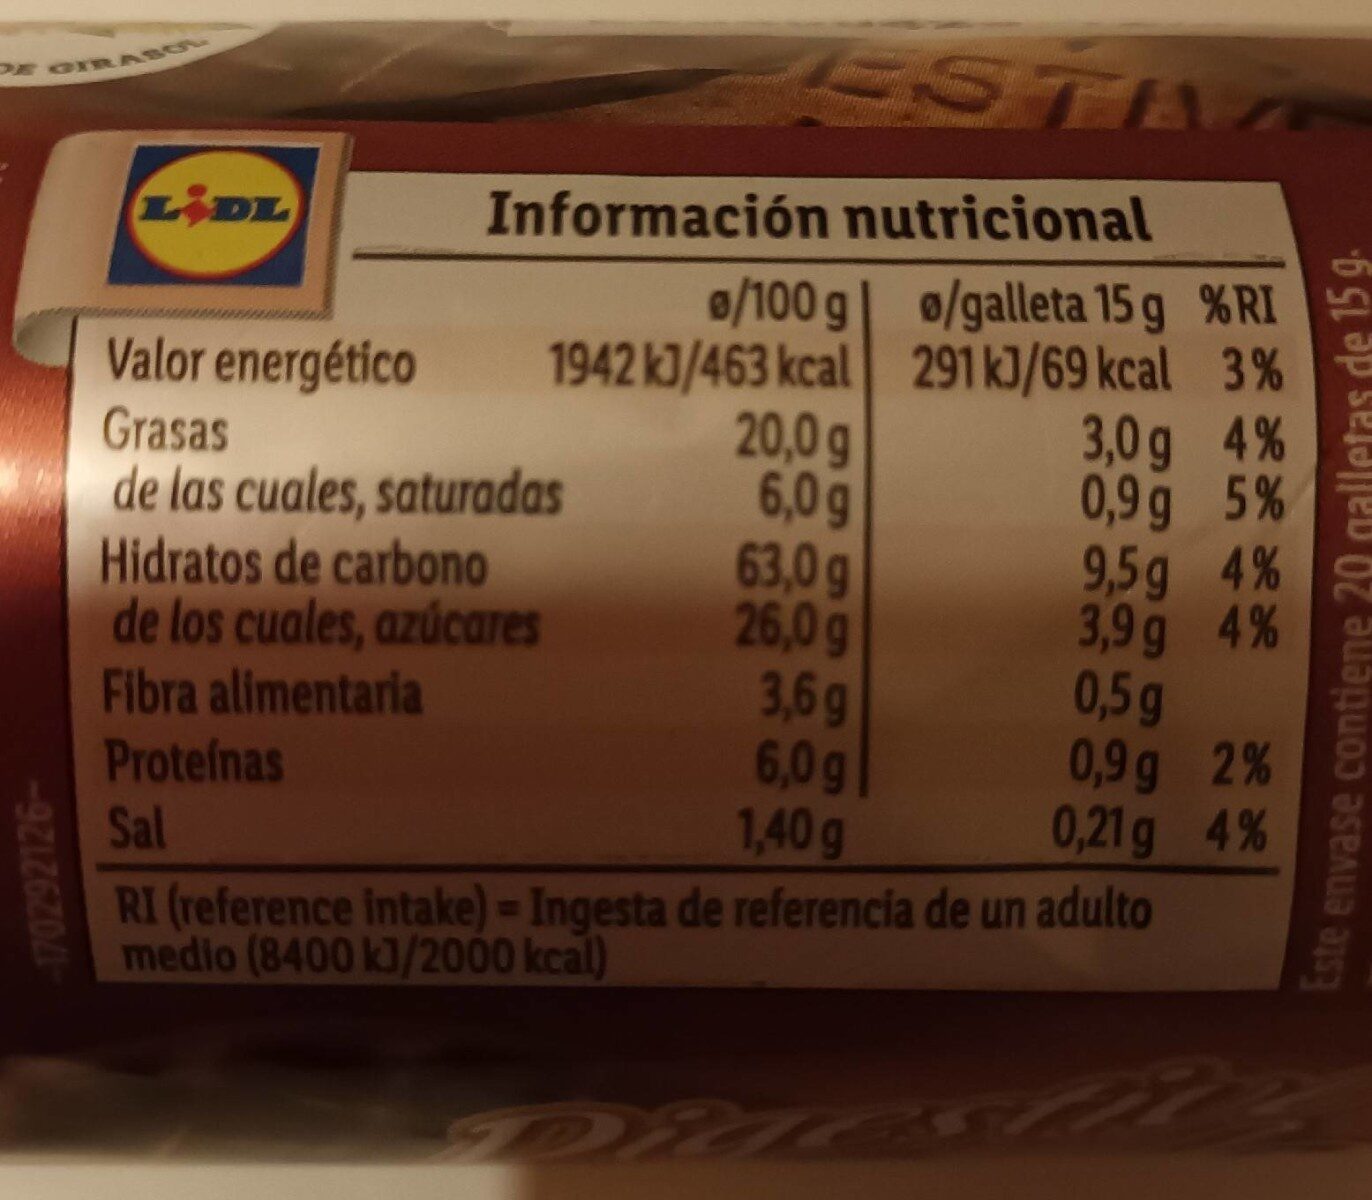 DE GIRASOL
ESTIV
LIDL
Información nutricional
ø/100 g ø/galleta 15 g %RI
Valor energético 1942 kJ/463 kcal 291 kJ/69 kcal 3%
Grasas 20,0 g 3,0 g 4%
de las cuales, saturadas 6,0 g 0,9 g 5%
Hidratos de carbono 63,0 g 9,5 g 4%
de los cuales, azúcares 26,0 g 3,9 g 4%
Fibra alimentaria 3,6 g 0,5 g
Proteínas 6,0 g 0,9 g 2%
Sal 1,40 g 0,21 g 4%
RI (reference intake) = Ingesta de referencia de un adulto
medio (8400 kJ/2000 kcal)
Este envase contiene 20 galletas de 15 g.
-170292126-
Digestiv